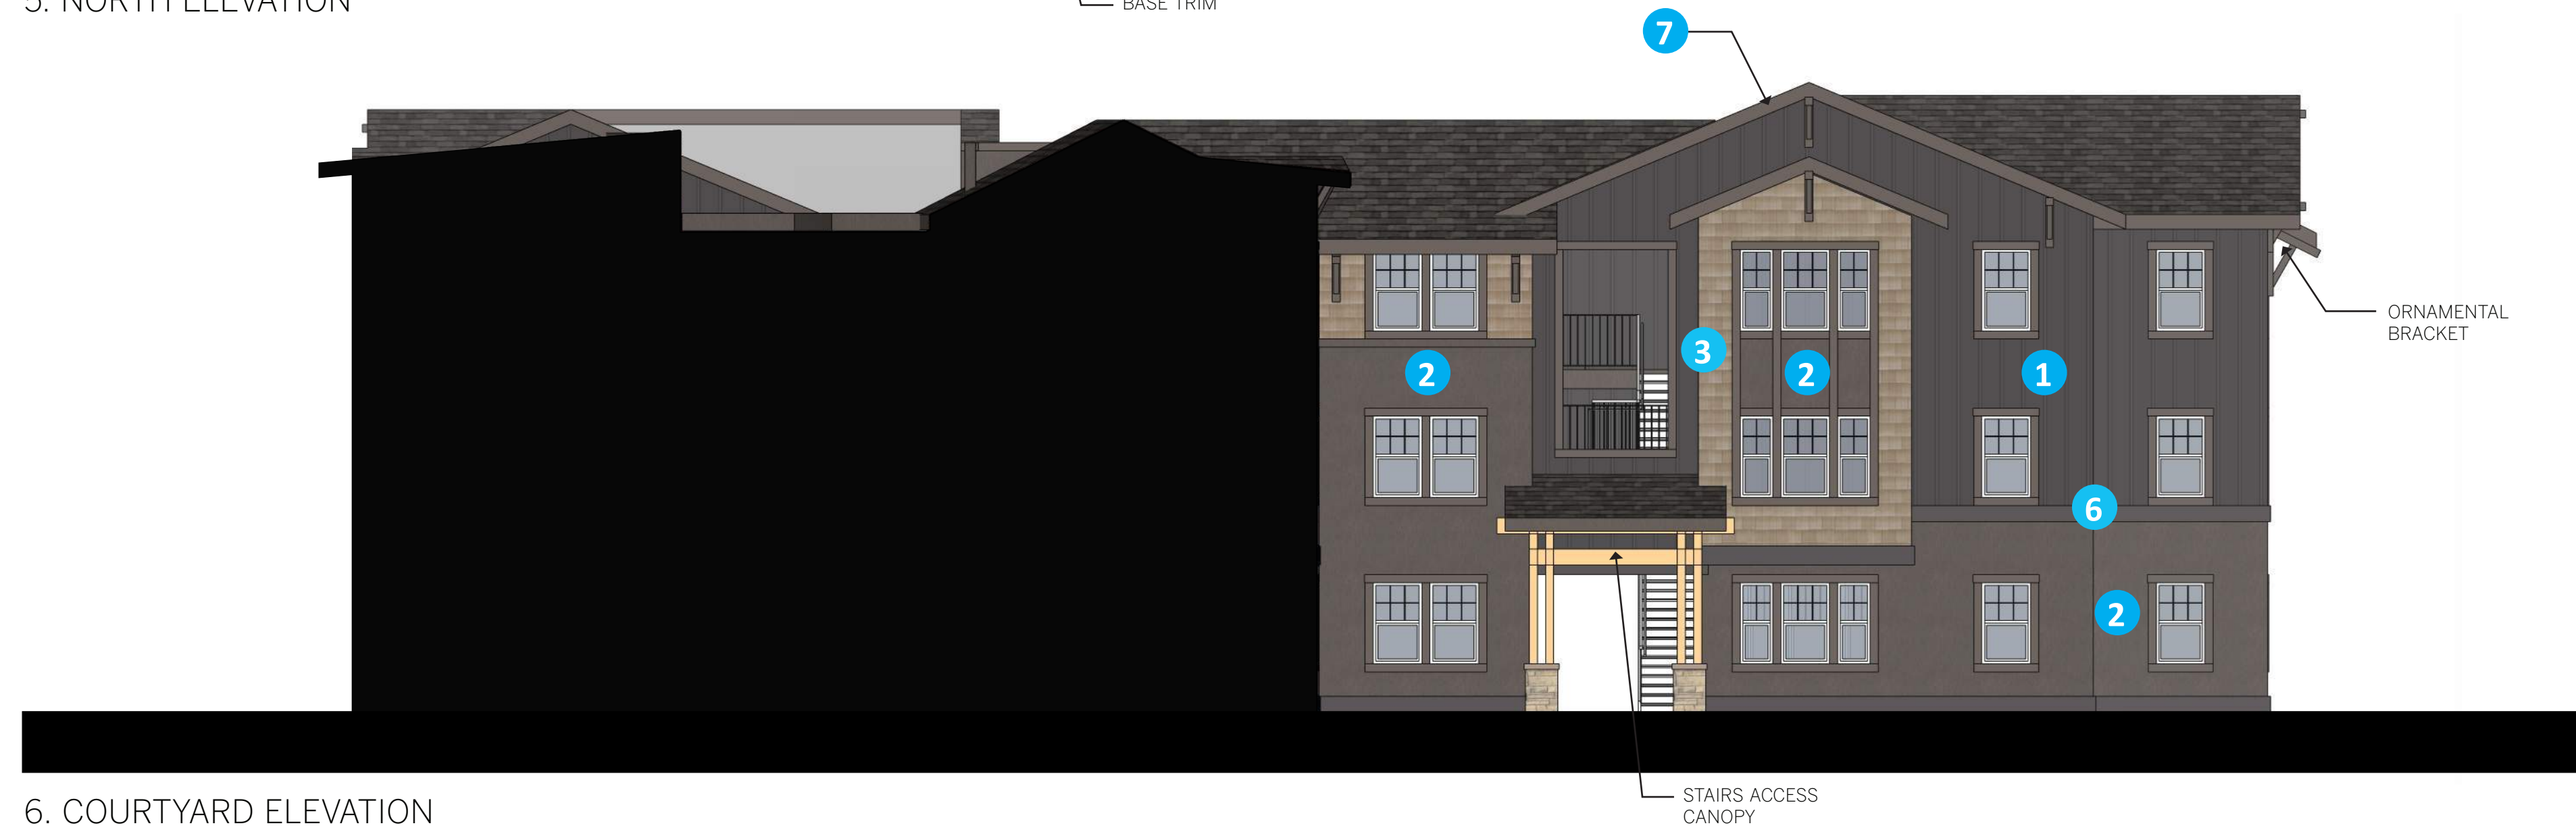 5. NORTH ELEVATION
BASE TRIM
7
ORNAMENTAL
BRACKET
3
2
2
1
6
2
STAIRS ACCESS
CANOPY
6. COURTYARD ELEVATION